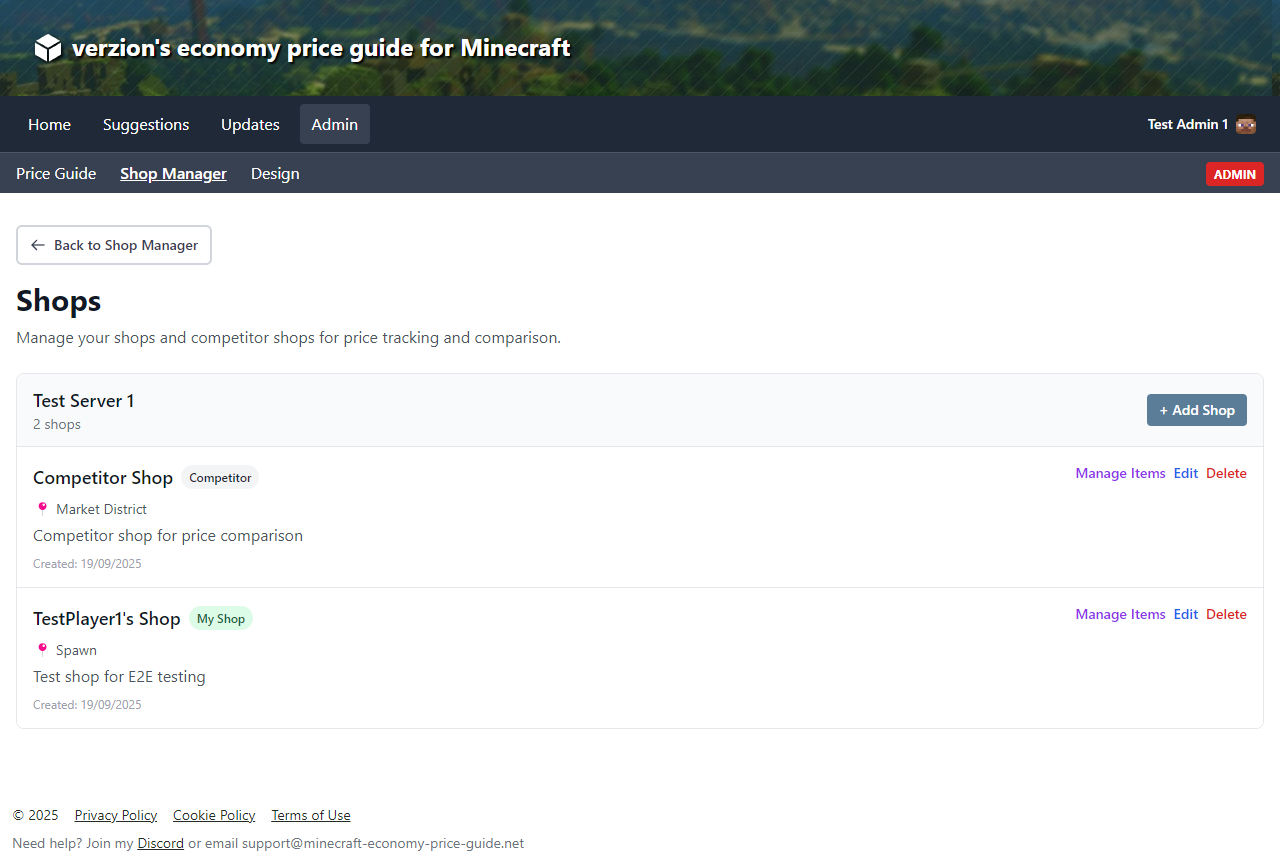 verzion's economy price guide for Minecraft
Home Suggestions Updates Admin Test Admin 1
Price Guide Shop Manager Design ADMIN
Back to Shop Manager
Shops
Manage your shops and competitor shops for price tracking and comparison.
Test Server 1
2 shops
+ Add Shop
Competitor Shop Competitor Manage Items Edit Delete
Market District
Competitor shop for price comparison
Created: 19/09/2025
TestPlayer1's Shop My Shop Manage Items Edit Delete
Spawn
Test shop for E2E testing
Created: 19/09/2025
© 2025 Privacy Policy Cookie Policy Terms of Use
Need help? Join my Discord or email support@minecraft-economy-price-guide.net